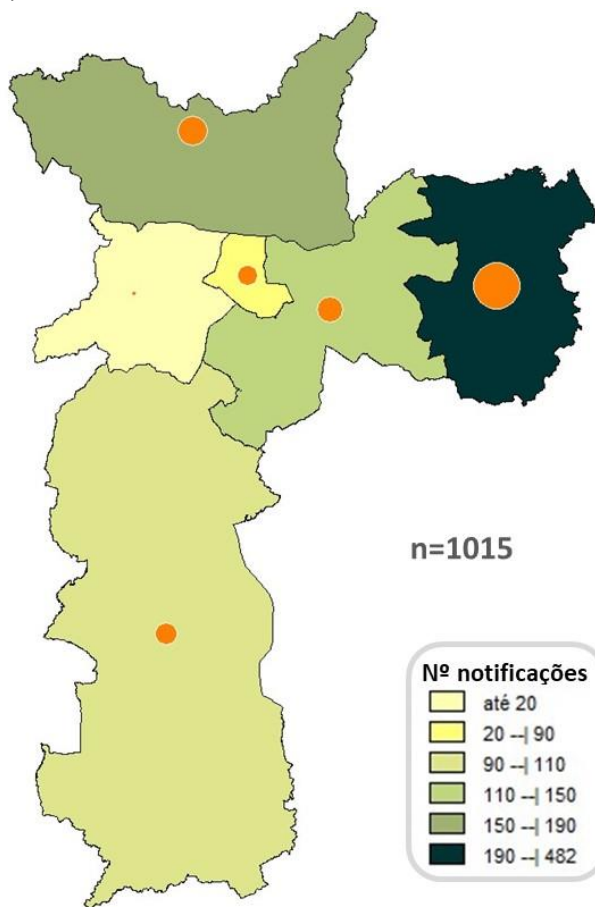 n=1015
Nº notificações
até 20
20 --| 90
90 --| 110
110 --| 150
150 --| 190
190 --| 482